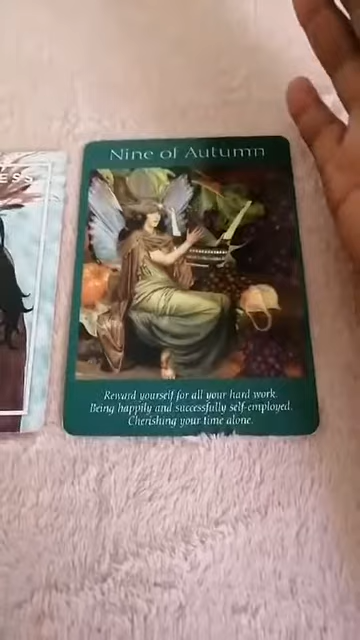 Nine of Autumn
Reward yourself for all your hard work.
Being happily and successfully self-employed.
Cherishing your time alone.